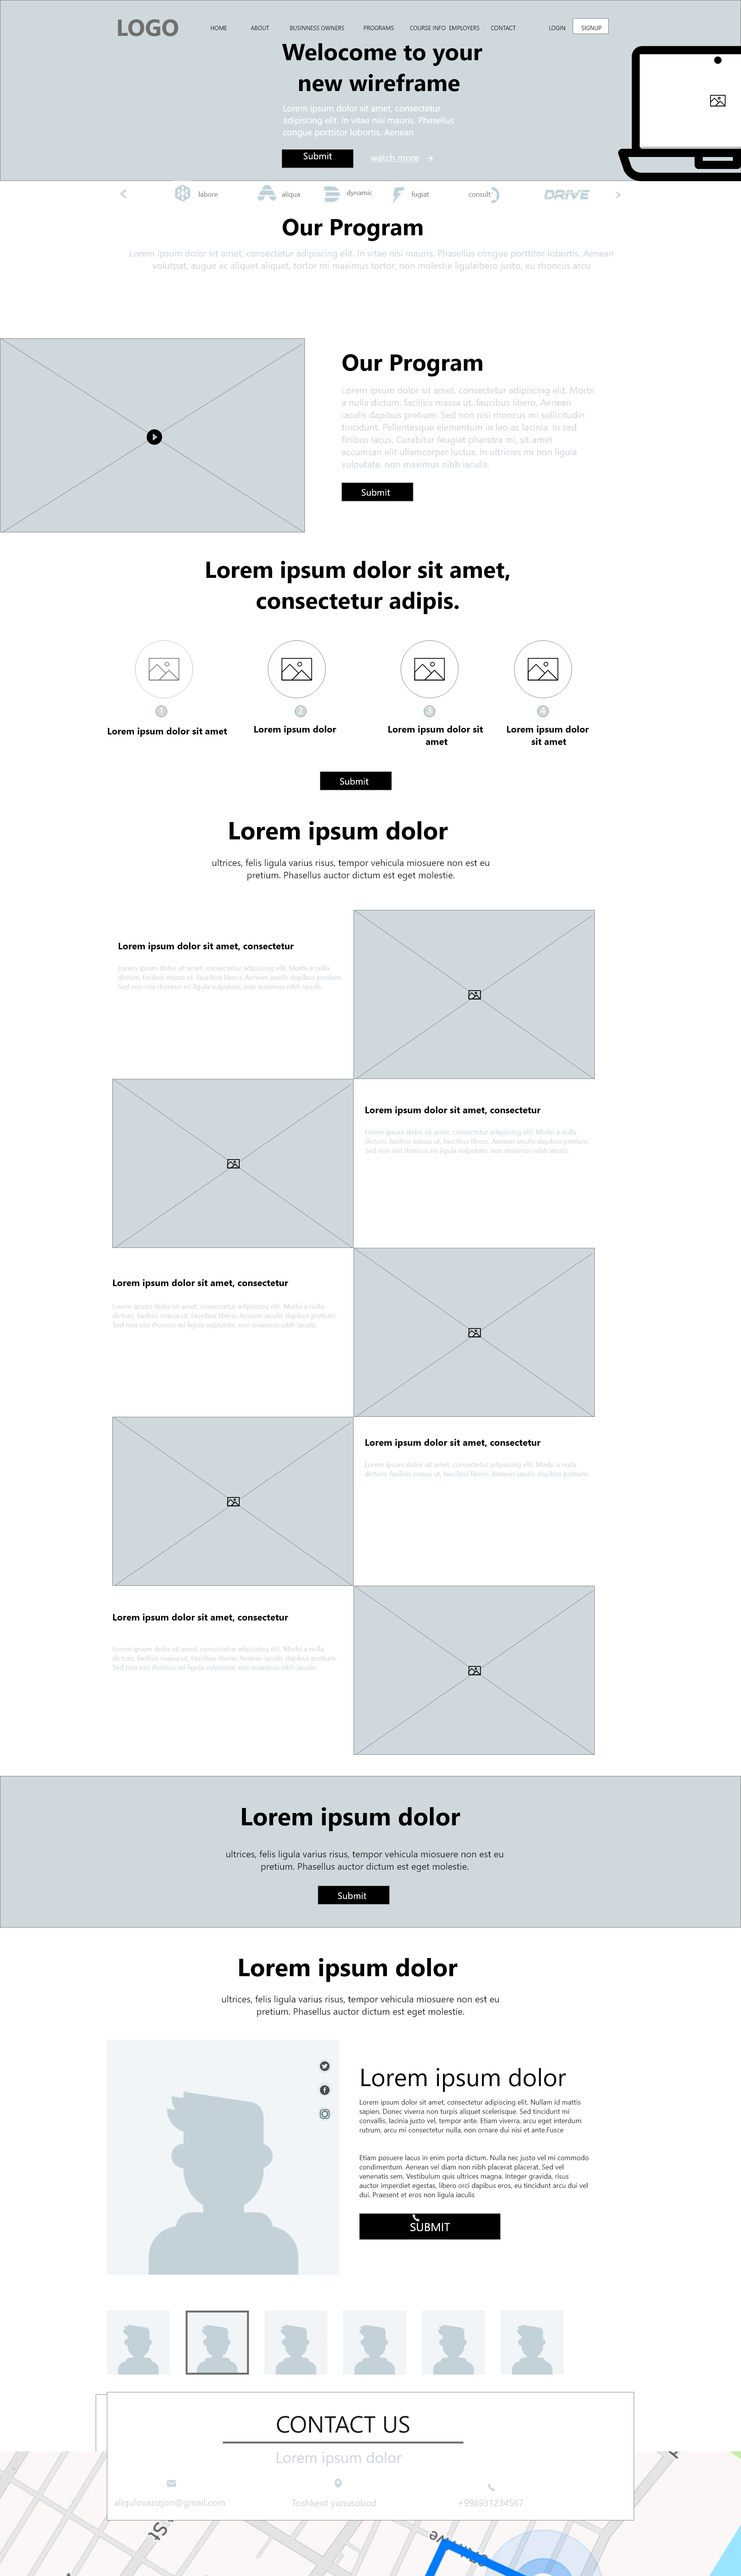 LOGO
HOME ABOUT BUSINNESS OWNERS PROGRAMS COURSE INFO EMPLOYERS CONTACT LOGIN SIGNUP
Welocome to your
new wireframe
Lorem ipsum dolor sit amet, consectetur
adipiscing elit. In vitae nisi mauris. Phasellus
congue porttitor lobortis. Aenean
Submit watch more
labore aliqua dynamic fugiat consult DRIVE
Our Program
Lorem ipsum dolor sit amet, consectetur adipiscing elit. In vitae nisi mauris. Phasellus congue porttitor lobortis. Aenean
volutpat, augue ac aliquet aliquet, tortor mi maximus tortor, non molestie ligulaibero justo, eu rhoncus arcu
Our Program
Lorem ipsum dolor sit amet, consectetur adipiscing elit. Morbi
a nulla dictum, facilisis massa ut, faucibus libero. Aenean
iaculis dapibus pretium. Sed non nisi rhoncus mi sollicitudin
tincidunt. Pellentesque elementum in leo ac lacinia. In sed
finibus lacus. Curabitur feugiat pharetra mi, sit amet
accumsan elit ullamcorper luctus. In ultricies mi non ligula
vulputate, non maximus nibh iaculis.
Submit
Lorem ipsum dolor sit amet,
consectetur adipis.
1 2 3 4
Lorem ipsum dolor sit amet
Lorem ipsum dolor
Lorem ipsum dolor sit
amet
Lorem ipsum dolor
sit amet
Submit
Lorem ipsum dolor
ultrices, felis ligula varius risus, tempor vehicula miosuere non est eu
pretium. Phasellus auctor dictum est eget molestie.
Lorem ipsum dolor sit amet, consectetur
Lorem ipsum dolor sit amet, consectetur adipiscing elit. Morbi a nulla
dictum, facilisis massa ut, faucibus libero. Aenean iaculis dapibus pretium.
Sed non nisi rhoncus mi ligula vulputate, non maximus nibh iaculis.
Lorem ipsum dolor sit amet, consectetur
Lorem ipsum dolor sit amet, consectetur adipiscing elit. Morbi a nulla
dictum, facilisis massa ut, faucibus libero. Aenean iaculis dapibus pretium.
Sed non nisi rhoncus mi ligula vulputate, non maximus nibh iaculis.
Lorem ipsum dolor sit amet, consectetur
Lorem ipsum dolor sit amet, consectetur adipiscing elit. Morbi a nulla
dictum, facilisis massa ut, faucibus libero. Aenean iaculis dapibus pretium.
Sed non nisi rhoncus mi ligula vulputate, non maximus nibh iaculis.
Lorem ipsum dolor sit amet, consectetur
Lorem ipsum dolor sit amet, consectetur adipiscing elit. Morbi a nulla
dictum, facilisis massa ut, faucibus libero. Aenean iaculis dapibus pretium.
Lorem ipsum dolor sit amet, consectetur
Lorem ipsum dolor sit amet, consectetur adipiscing elit. Morbi a nulla
dictum, facilisis massa ut, faucibus libero. Aenean iaculis dapibus pretium.
Sed non nisi rhoncus mi ligula vulputate, non maximus nibh iaculis.
Lorem ipsum dolor
ultrices, felis ligula varius risus, tempor vehicula miosuere non est eu
pretium. Phasellus auctor dictum est eget molestie.
Submit
Lorem ipsum dolor
ultrices, felis ligula varius risus, tempor vehicula miosuere non est eu
pretium. Phasellus auctor dictum est eget molestie.
Lorem ipsum dolor
Lorem ipsum dolor sit amet, consectetur adipiscing elit. Nullam id mattis
sapien. Donec viverra non turpis aliquet scelerisque. Sed tincidunt mi
convallis, lacinia justo vel, tempor ante. Etiam viverra, arcu eget interdum
rutrum, arcu mi consectetur nulla, non ornare dui nisi et ante.Fusce
Etiam posuere lacus in enim porta dictum. Nulla nec justo vel mi commodo
condimentum. Aenean vel diam non nibh placerat placerat. Sed vel
venenatis sem. Vestibulum quis ultrices magna. Integer gravida, risus
auctor imperdiet egestas, libero orci dapibus eros, eu tincidunt arcu dui vel
dui. Praesent et eros non ligula iaculis
SUBMIT
CONTACT US
Lorem ipsum dolor
aliqulovazizjon@gmail.com Toshkent yunusobod +998931234567
St